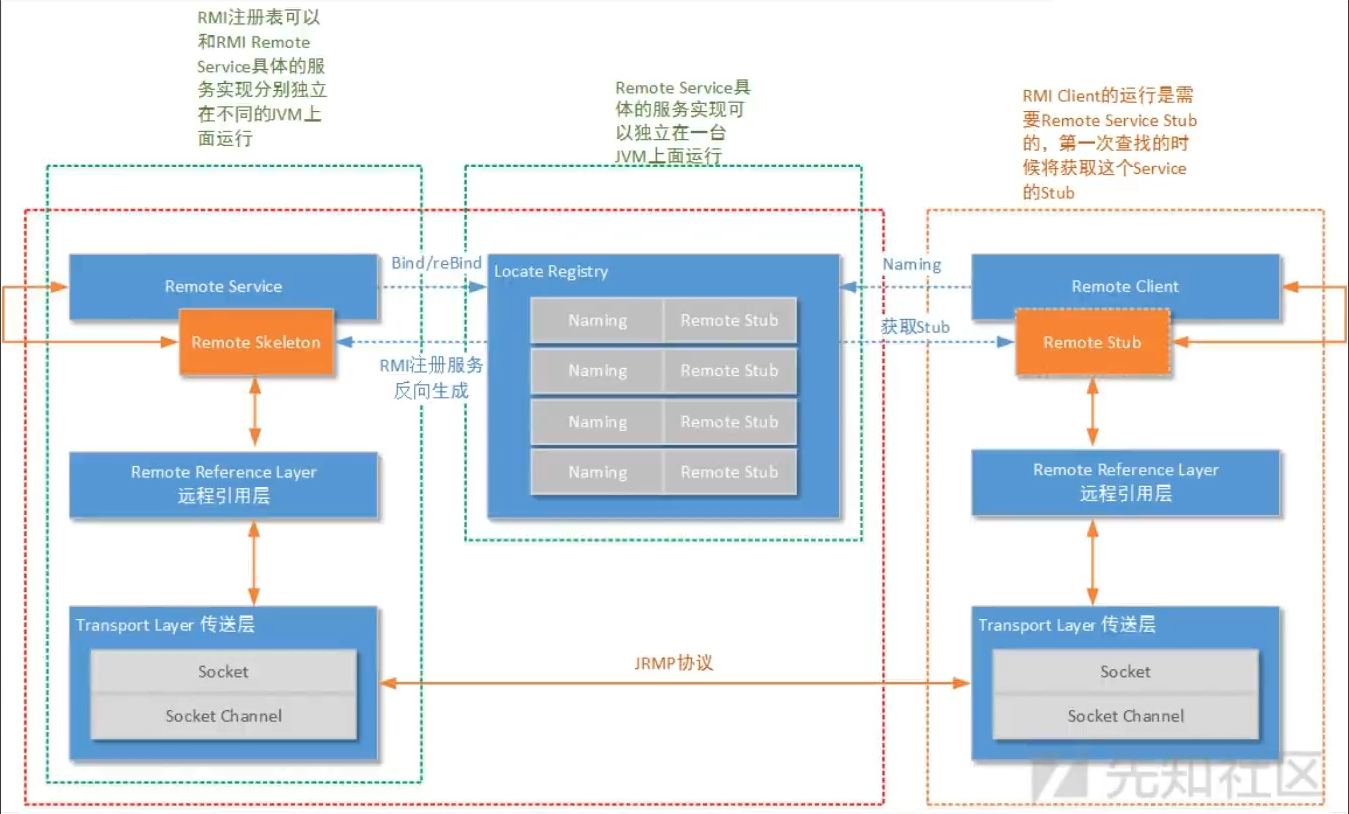 RMI注册表可以
和RMI Remote
Service具体的服
务实现分别独立
在不同的JVM上
面运行
Remote Service具
体的服务实现可
以独立在一台
JVM上面运行
RMI Client的运行是需
要Remote Service Stub
的，第一次查找的时
候将获取这个Service
的Stub
Remote Service
Remote Skeleton
Bind/reBind
RMI注册服务
反向生成
Locate Registry
Naming Remote Stub
Naming Remote Stub
Naming Remote Stub
Naming Remote Stub
Naming
获取Stub
Remote Client
Remote Stub
Remote Reference Layer
远程引用层
Remote Reference Layer
远程引用层
Transport Layer 传送层
Socket
Socket Channel
JRMP协议
Transport Layer 传送层
Socket
Socket Channel
先知社区